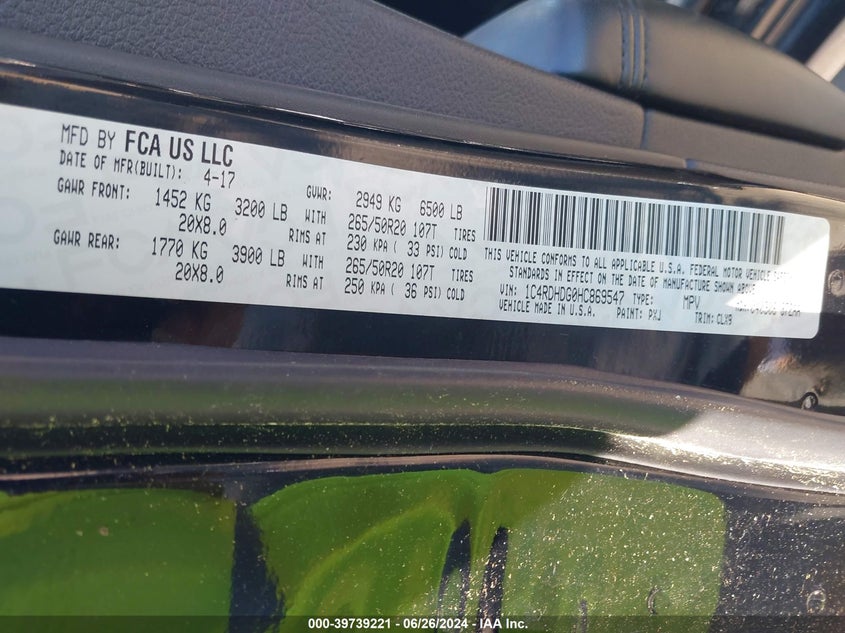 MFD BY FCA US LLC
DATE OF MFR(BUILT): 4-17 GVWR: 2949 KG 6500 LB
GAWR FRONT: 1452 KG 3200 LB WITH 265/50R20 107T TIRES
20X8.0 RIMS AT 230 KPA ( 33 PSI) COLD
GAWR REAR: 1770 KG 3900 LB WITH 265/50R20 107T TIRES
20X8.0 RIMS AT 250 KPA ( 36 PSI) COLD
THIS VEHICLE CONFORMS TO ALL APPLICABLE U.S.A. FEDERAL MOTOR VEHICLE
STANDARDS IN EFFECT ON THE DATE OF MANUFACTURE SHOWN ABOVE
VIN: 1C4RDHDG0HC869547 TYPE: MPV
VEHICLE MADE IN U.S.A. PAINT: PXJ TRIM: CLX9
000-39739221 / 06/26/2024 - IAA Inc.